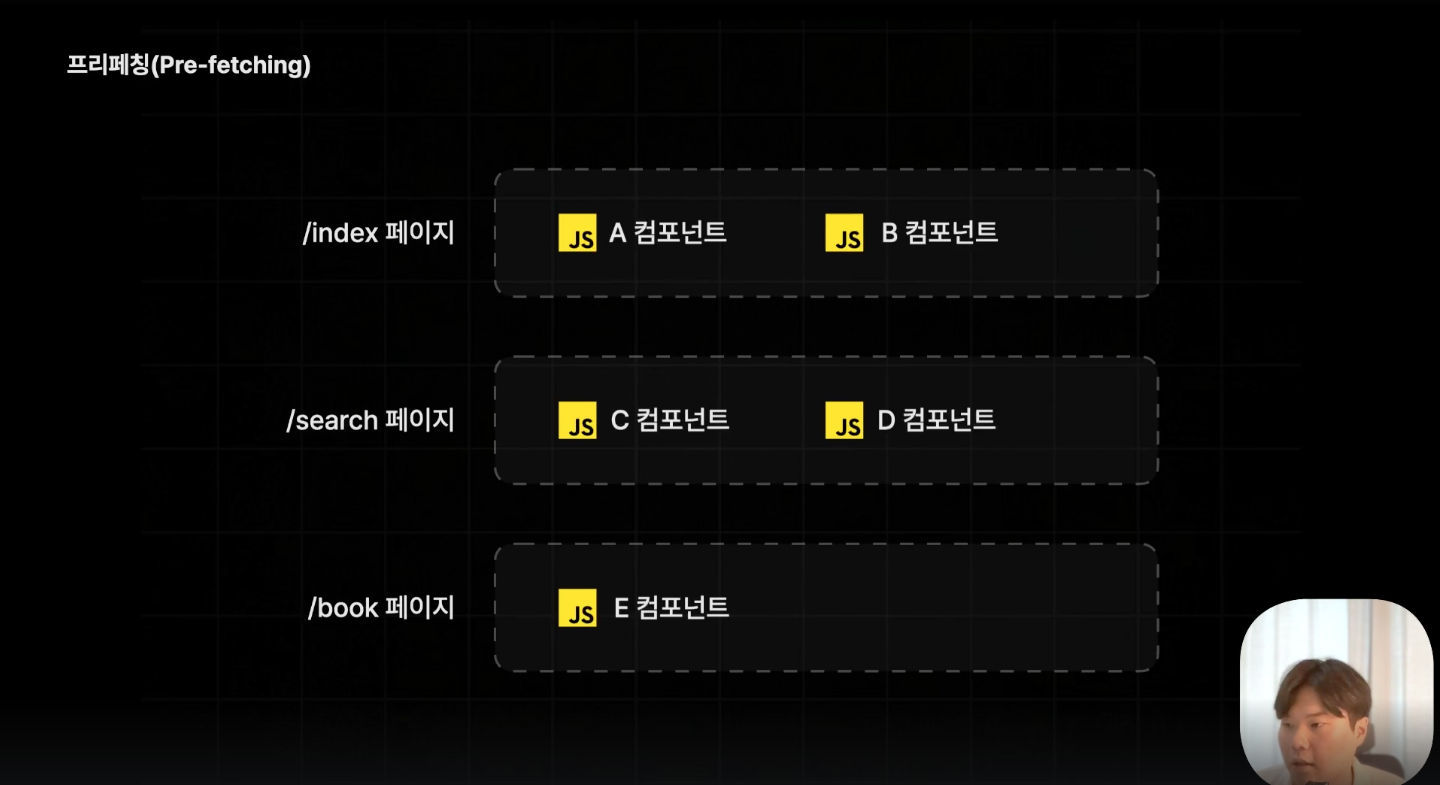 프리페칭(Pre-fetching)
/index 페이지
JS A 컴포넌트
JS B 컴포넌트
/search 페이지
JS C 컴포넌트
JS D 컴포넌트
/book 페이지
JS E 컴포넌트